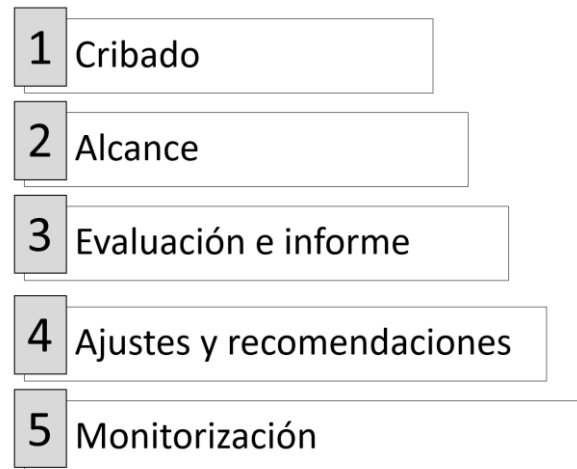 1 Cribado
2 Alcance
3 Evaluación e informe
4 Ajustes y recomendaciones
5 Monitorización